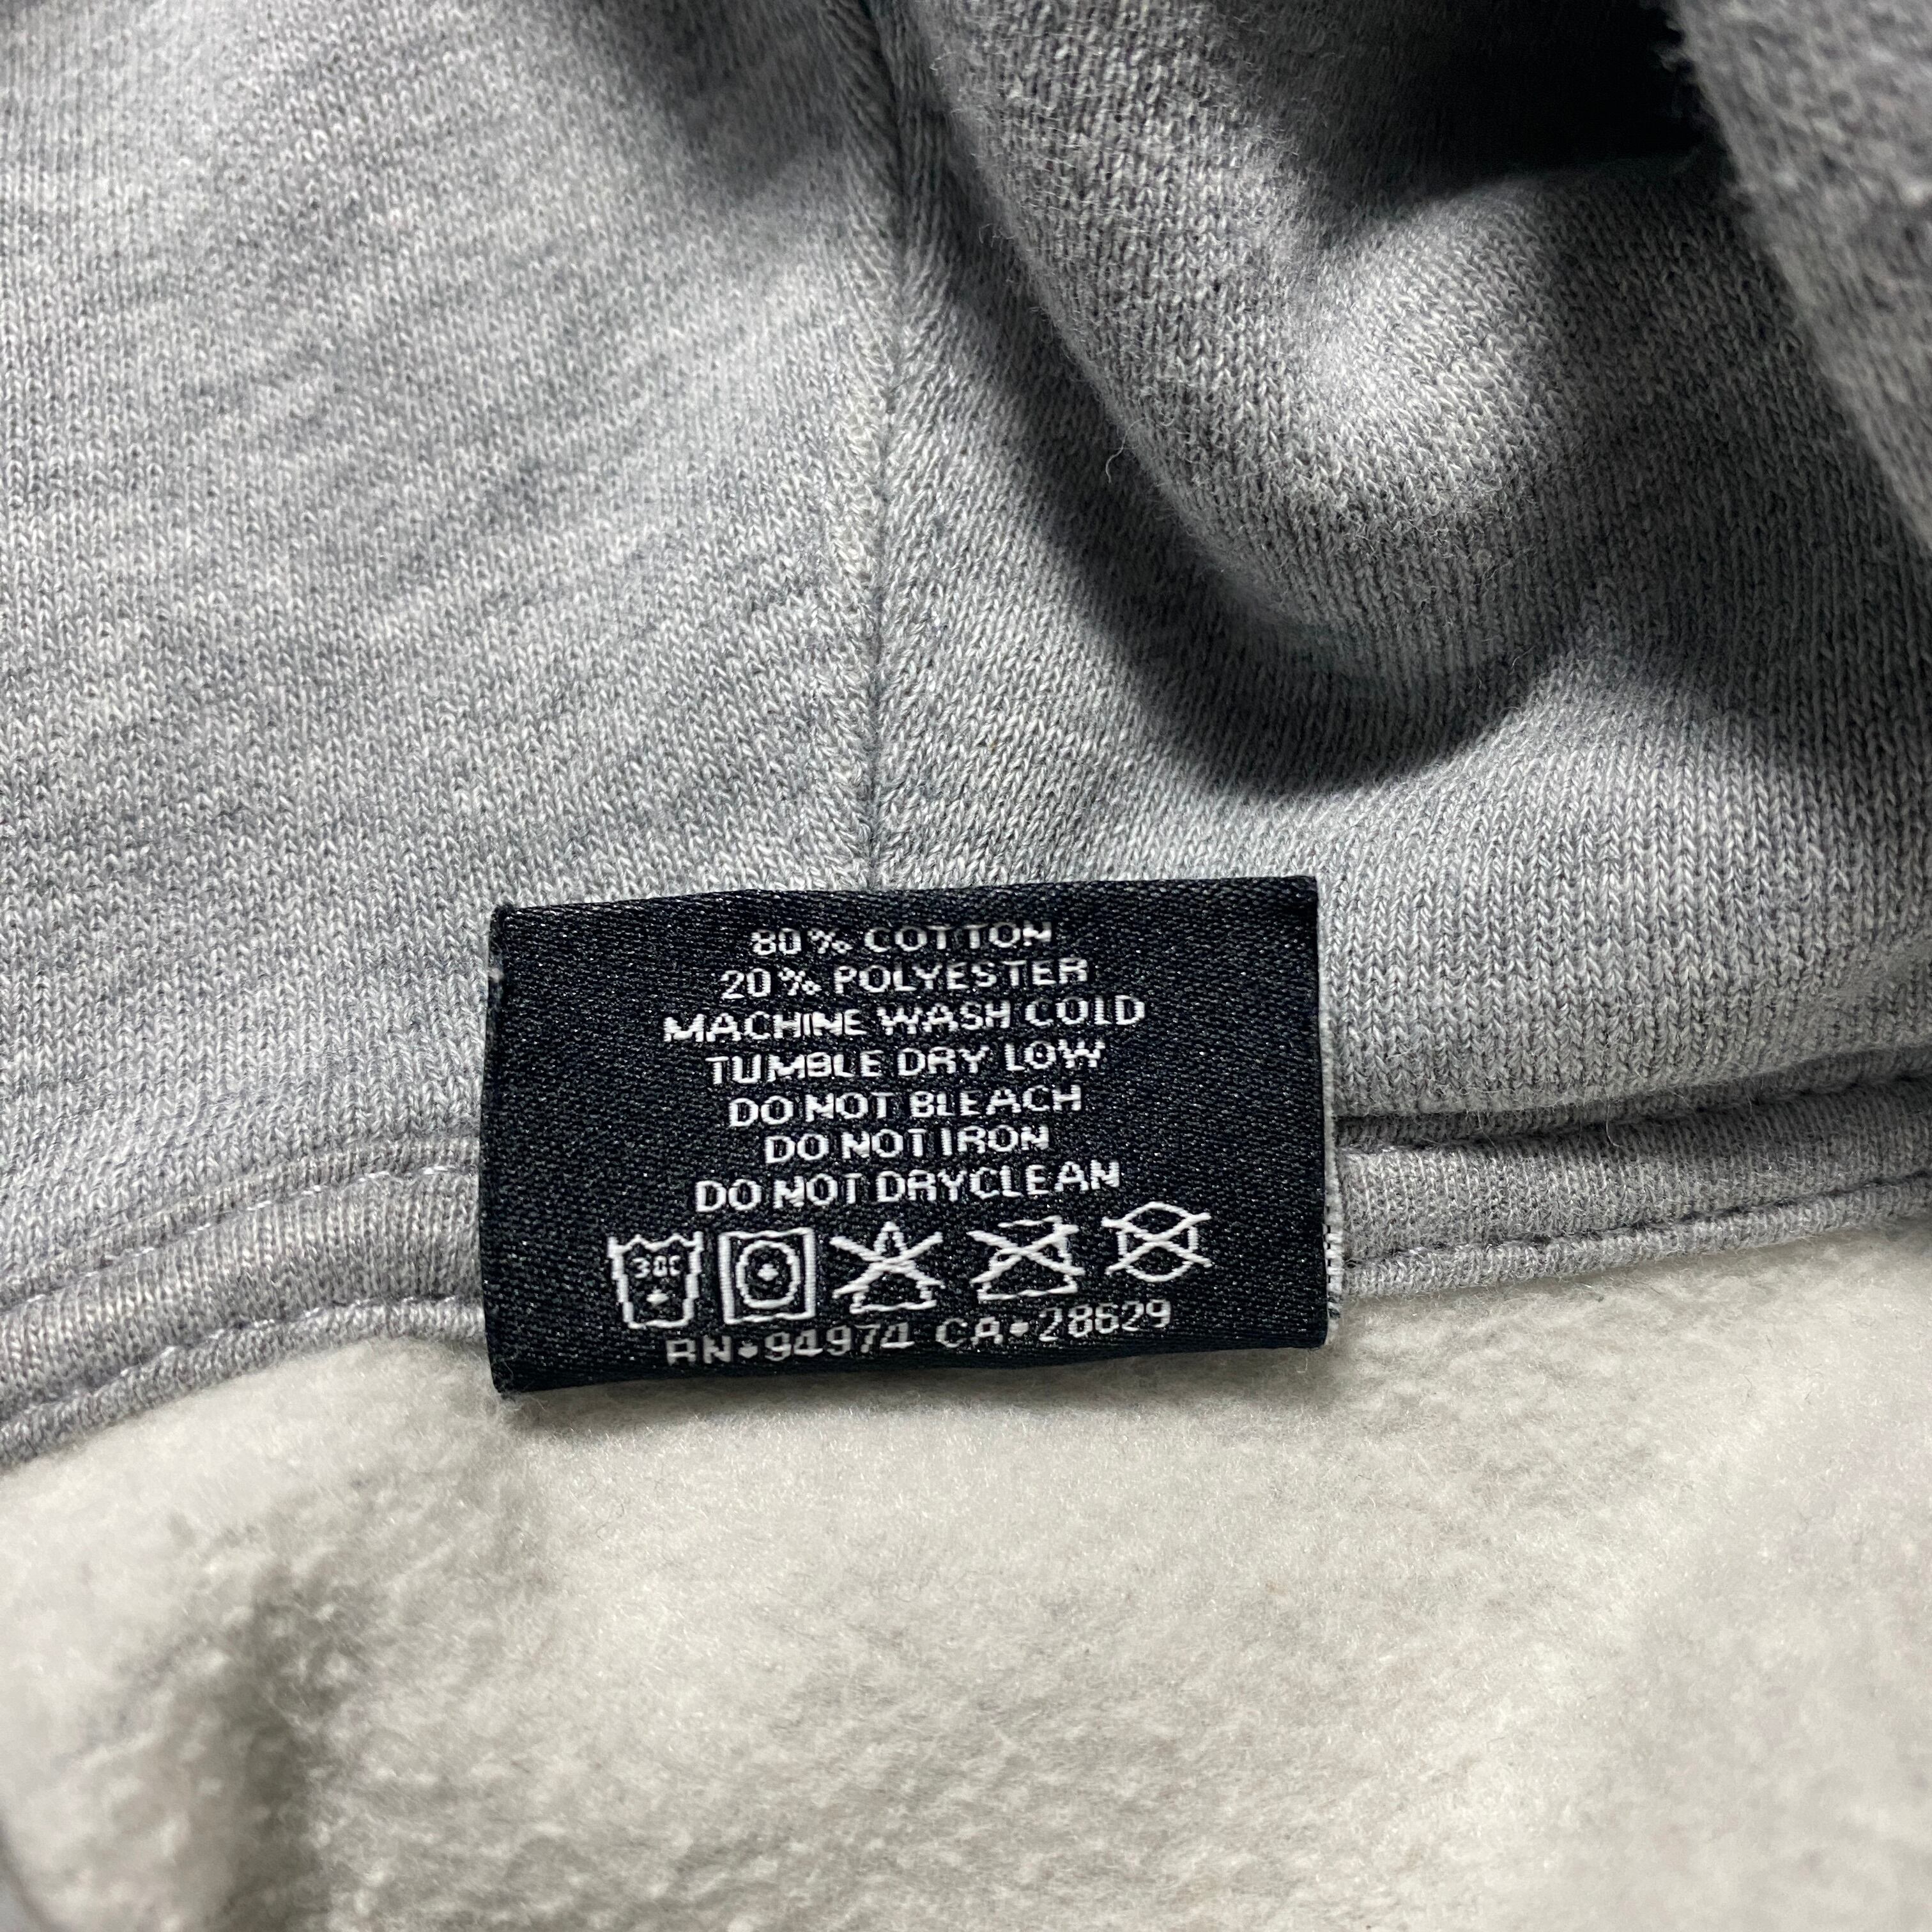 80% COTTON
20% POLYESTER
MACHINE WASH COLD
TUMBLE DRY LOW
DO NOT BLEACH
DO NOT IRON
DO NOT DRYCLEAN
30C
RN•94974 CA•28629